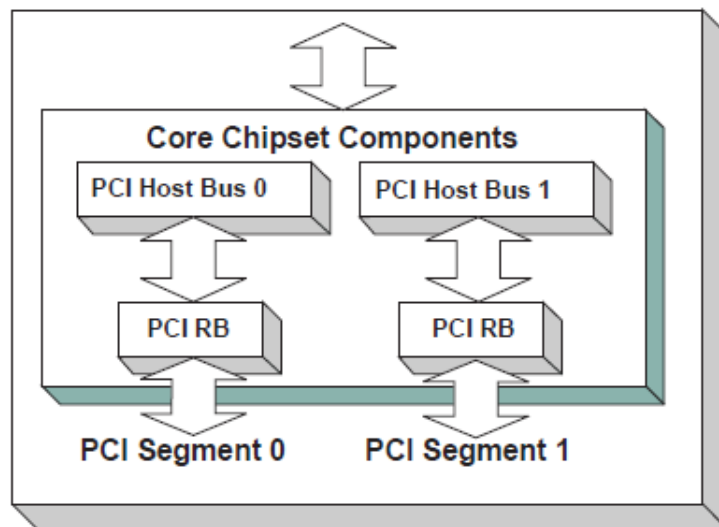 Core Chipset Components
PCI Host Bus 0
PCI Host Bus 1
PCI RB
PCI RB
PCI Segment 0
PCI Segment 1